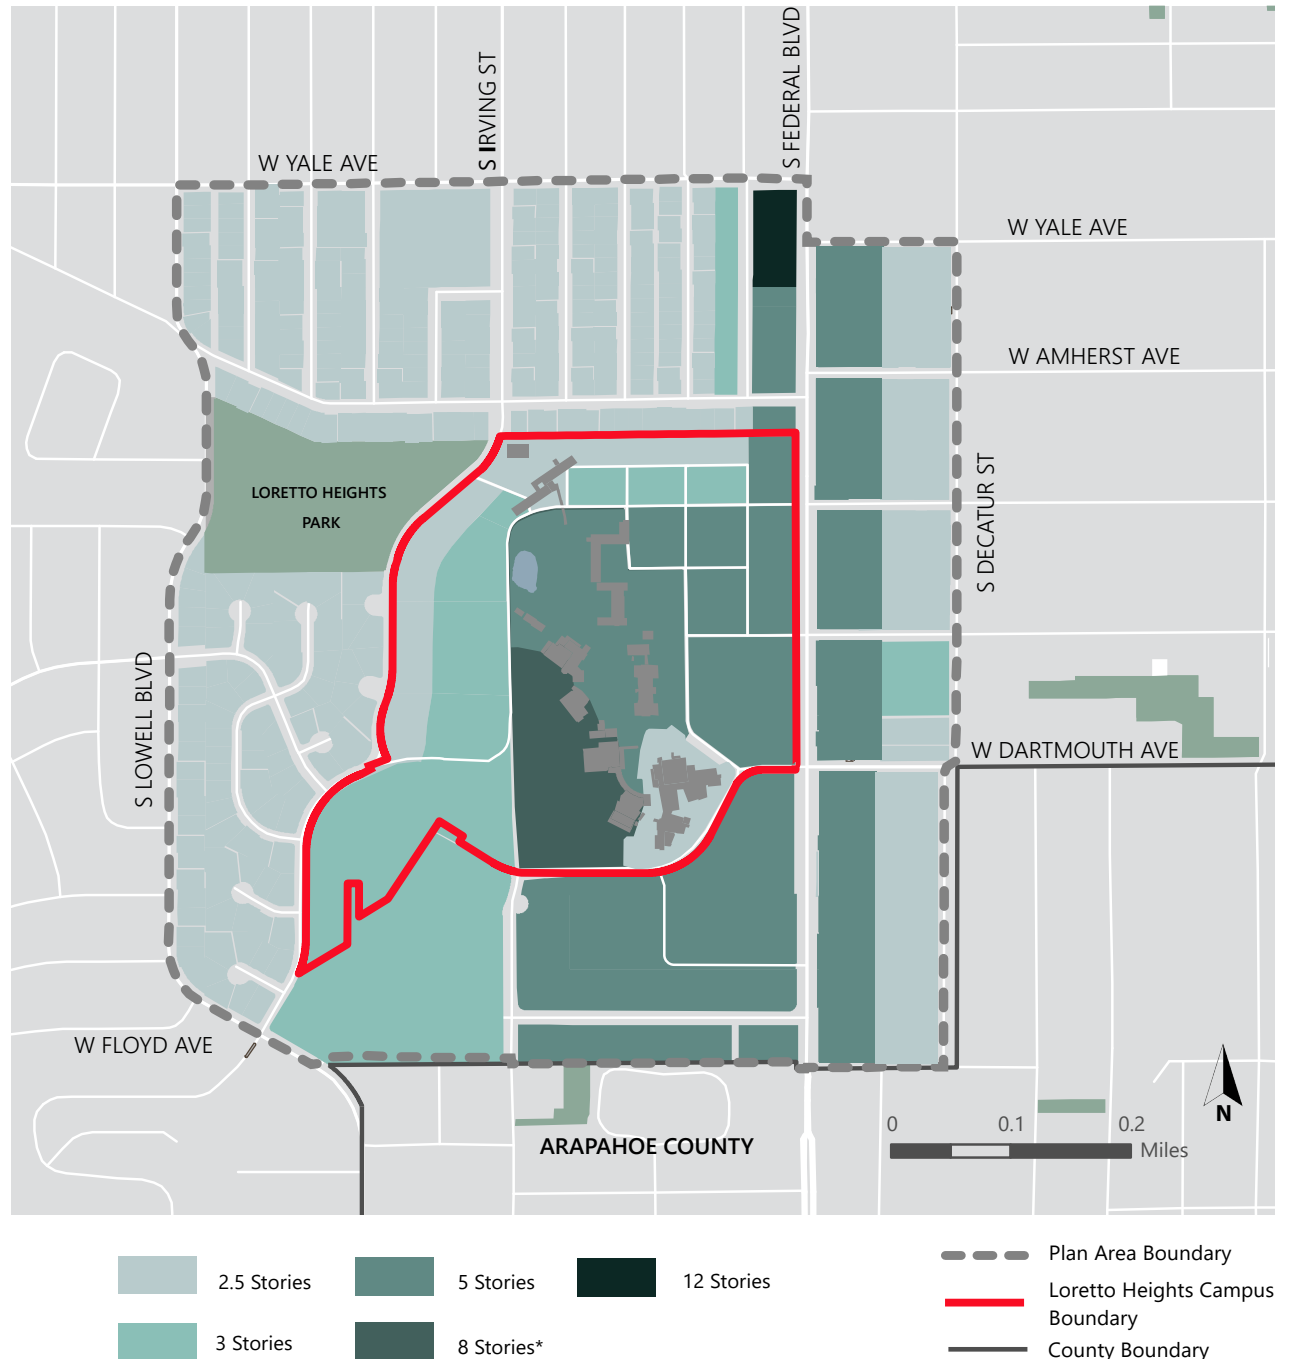 S IRVING ST
S FEDERAL BLVD
W YALE AVE
W YALE AVE
W AMHERST AVE
LORETTO HEIGHTS
PARK
S DECATUR ST
S LOWELL BLVD
W DARTMOUTH AVE
W FLOYD AVE
N
0 0.1 0.2
Miles
ARAPAHOE COUNTY
2.5 Stories
5 Stories
12 Stories
3 Stories
8 Stories*
Plan Area Boundary
Loretto Heights Campus
Boundary
County Boundary